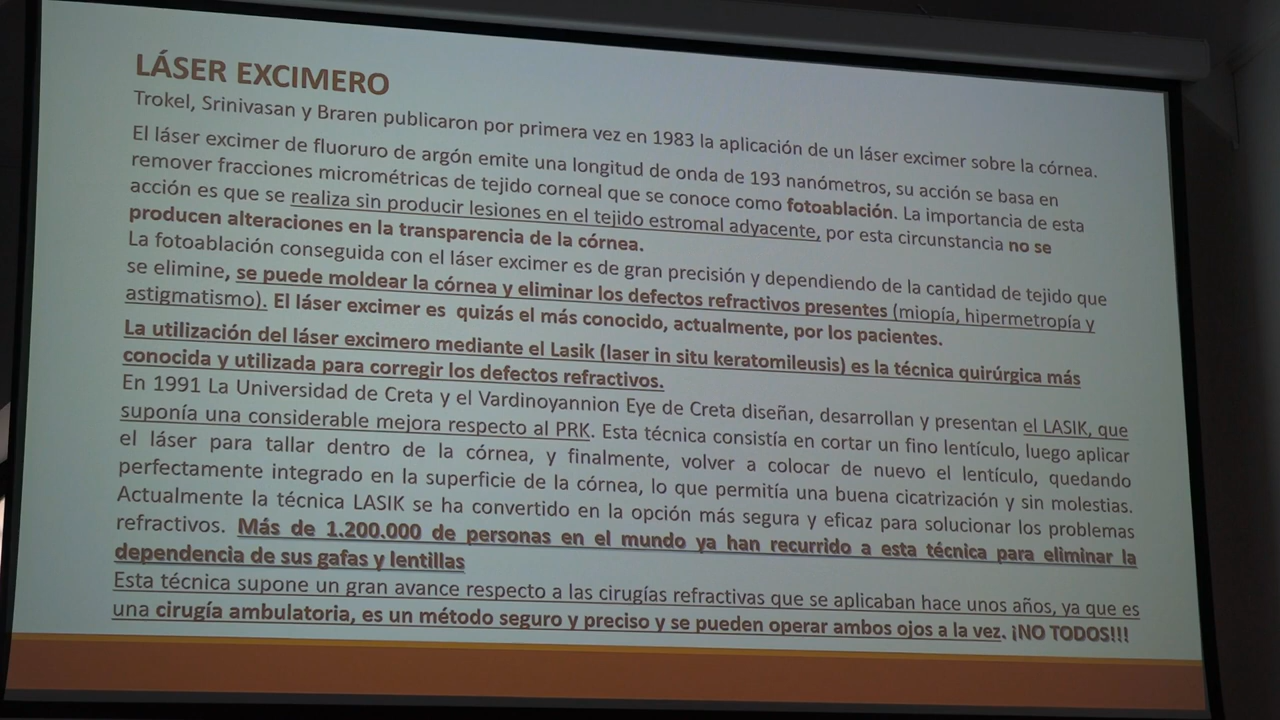 LÁSER EXCIMERO
Trokel, Srinivasan y Braren publicaron por primera vez en 1983 la aplicación de un láser excimer sobre la córnea.
El láser excimer de fluoruro de argón emite una longitud de onda de 193 nanómetros, su acción se basa en
remover fracciones micrométricas de tejido corneal que se conoce como fotoablación. La importancia de esta
acción es que se realiza sin producir lesiones en el tejido estromal adyacente, por esta circunstancia no se
producen alteraciones en la transparencia de la córnea.
La fotoablación conseguida con el láser excimer es de gran precisión y dependiendo de la cantidad de tejido que
se elimine, se puede moldear la córnea y eliminar los defectos refractivos presentes (miopía, hipermetropía y
astigmatismo). El láser excimer es quizás el más conocido, actualmente, por los pacientes.
La utilización del láser excimero mediante el Lasik (laser in situ keratomileusis) es la técnica quirúrgica más
conocida y utilizada para corregir los defectos refractivos.
En 1991 La Universidad de Creta y el Vardinoyannion Eye de Creta diseñan, desarrollan y presentan el LASIK, que
suponía una considerable mejora respecto al PRK. Esta técnica consistía en cortar un fino lentículo, luego aplicar
el láser para tallar dentro de la córnea, y finalmente, volver a colocar de nuevo el lentículo, quedando
perfectamente integrado en la superficie de la córnea, lo que permitía una buena cicatrización y sin molestias.
Actualmente la técnica LASIK se ha convertido en la opción más segura y eficaz para solucionar los problemas
refractivos. Más de 1.200.000 de personas en el mundo ya han recurrido a esta técnica para eliminar la
dependencia de sus gafas y lentillas
Esta técnica supone un gran avance respecto a las cirugías refractivas que se aplicaban hace unos años, ya que es
una cirugía ambulatoria, es un método seguro y preciso y se pueden operar ambos ojos a la vez. ¡NO TODOS!!!